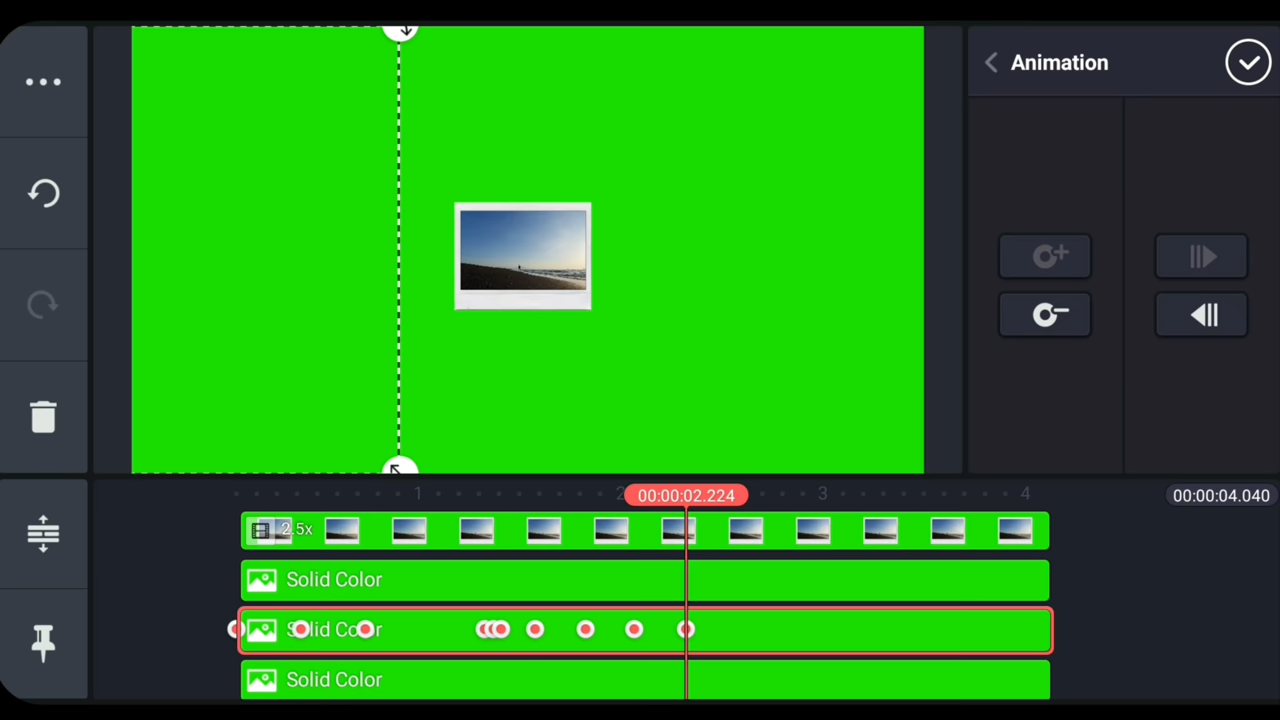 Animation
1
2
00:00:02.224
3
4
00:00:04.040
2.5x
Solid Color
Solid Color
Solid Color